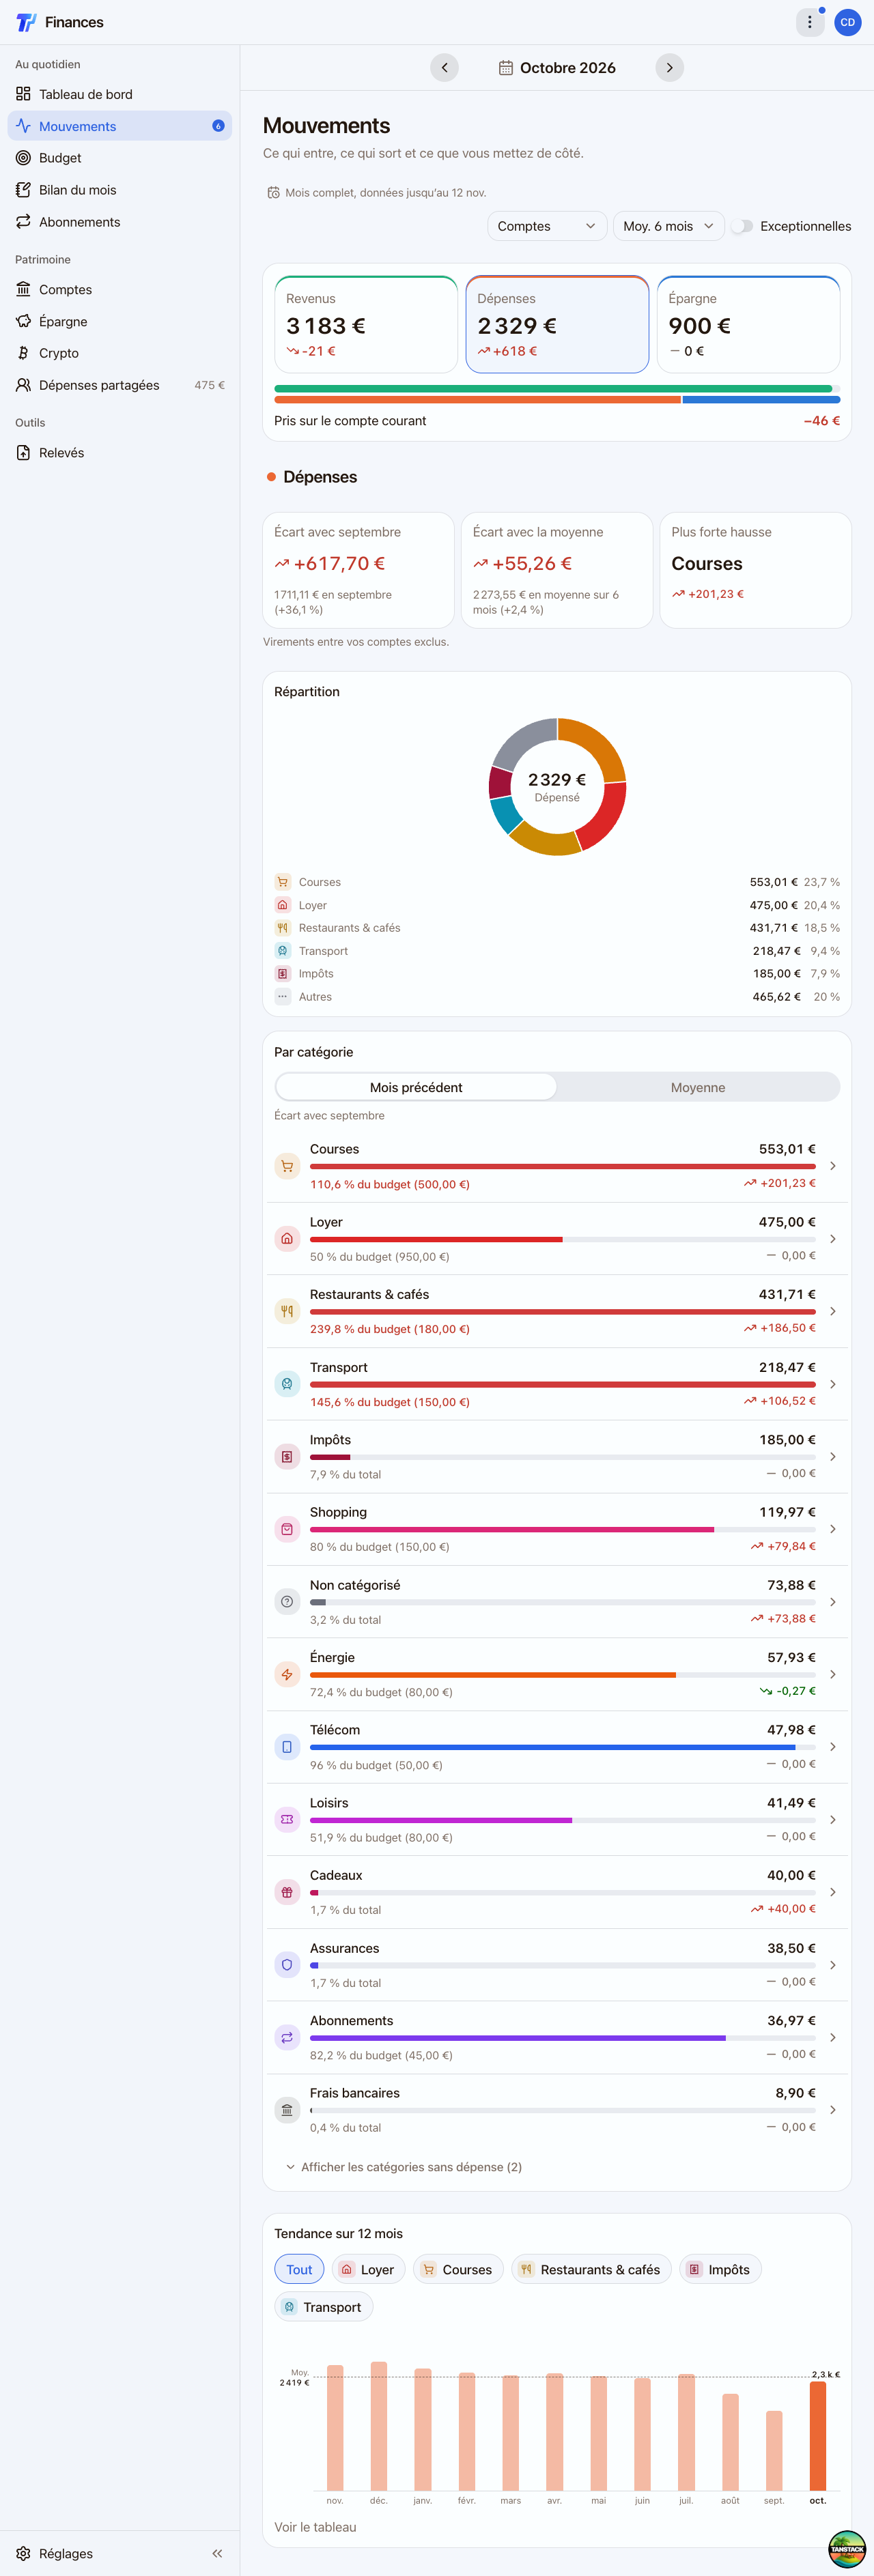 Finances
CD
Au quotidien
Tableau de bord
Mouvements 6
Budget
Bilan du mois
Abonnements
Patrimoine
Comptes
Épargne
Crypto
Dépenses partagées 475 €
Outils
Relevés
Réglages
Octobre 2026
Mouvements
Ce qui entre, ce qui sort et ce que vous mettez de côté.
Mois complet, données jusqu'au 12 nov.
Comptes Moy. 6 mois Exceptionnelles
Revenus
3 183 €
-21 €
Dépenses
2 329 €
+618 €
Épargne
900 €
0 €
Pris sur le compte courant −46 €
Dépenses
Écart avec septembre
+617,70 €
1 711,11 € en septembre
(+36,1 %)
Écart avec la moyenne
+55,26 €
2 273,55 € en moyenne sur 6
mois (+2,4 %)
Plus forte hausse
Courses
+201,23 €
Virements entre vos comptes exclus.
Répartition
2 329 €
Dépensé
Courses 553,01 € 23,7 %
Loyer 475,00 € 20,4 %
Restaurants & cafés 431,71 € 18,5 %
Transport 218,47 € 9,4 %
Impôts 185,00 € 7,9 %
Autres 465,62 € 20 %
Par catégorie
Mois précédent Moyenne
Écart avec septembre
Courses 553,01 €
110,6 % du budget (500,00 €) +201,23 €
Loyer 475,00 €
50 % du budget (950,00 €) 0,00 €
Restaurants & cafés 431,71 €
239,8 % du budget (180,00 €) +186,50 €
Transport 218,47 €
145,6 % du budget (150,00 €) +106,52 €
Impôts 185,00 €
7,9 % du total 0,00 €
Shopping 119,97 €
80 % du budget (150,00 €) +79,84 €
Non catégorisé 73,88 €
3,2 % du total +73,88 €
Énergie 57,93 €
72,4 % du budget (80,00 €) -0,27 €
Télécom 47,98 €
96 % du budget (50,00 €) 0,00 €
Loisirs 41,49 €
51,9 % du budget (80,00 €) 0,00 €
Cadeaux 40,00 €
1,7 % du total +40,00 €
Assurances 38,50 €
1,7 % du total 0,00 €
Abonnements 36,97 €
82,2 % du budget (45,00 €) 0,00 €
Frais bancaires 8,90 €
0,4 % du total 0,00 €
Afficher les catégories sans dépense (2)
Tendance sur 12 mois
Tout Loyer Courses Restaurants & cafés Impôts
Transport
Moy.
2 419 €
2,3 k €
nov. déc. janv. févr. mars avr. mai juin juil. août sept. oct.
Voir le tableau
TANSTACK